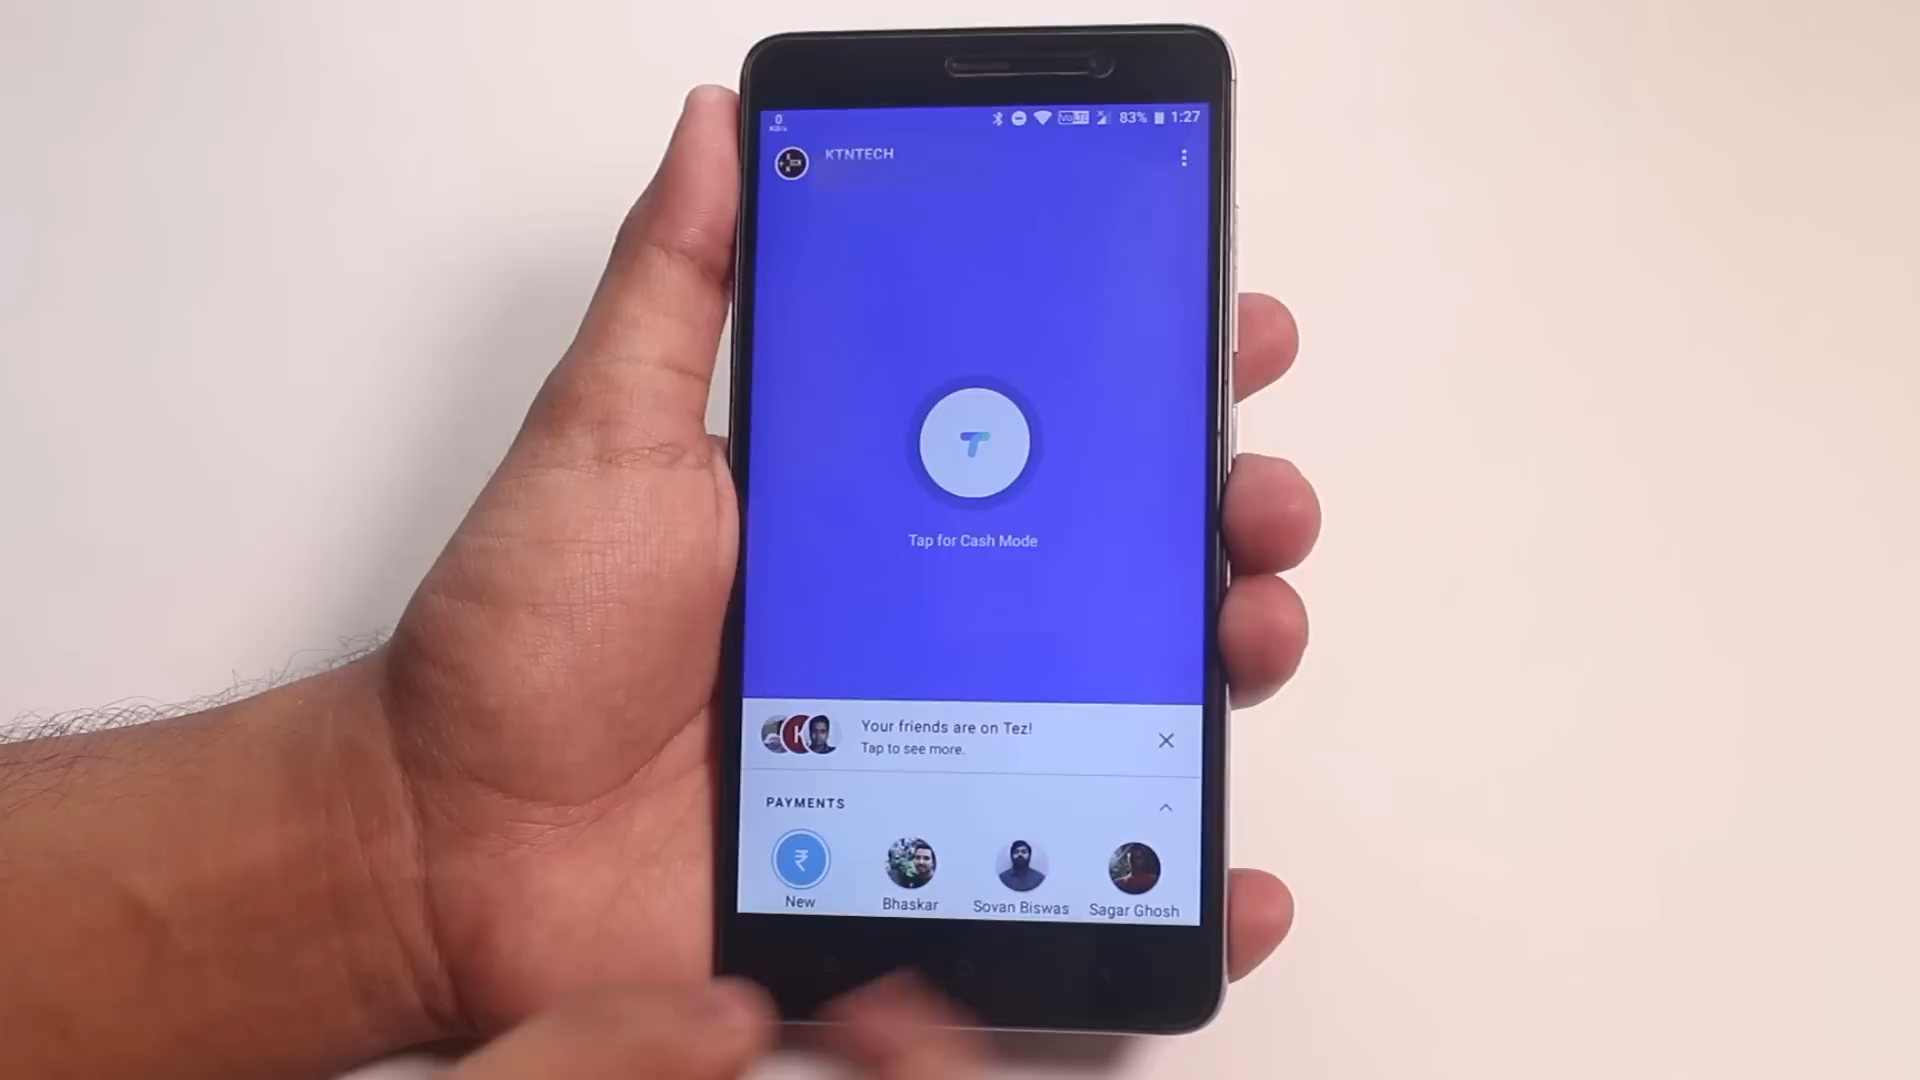 0
83% 1:27
KTNTECH
Tap for Cash Mode
Your friends are on Tez!
Tap to see more.
PAYMENTS
₹
New
Bhaskar
Sovan Biswas
Sagar Ghosh
K